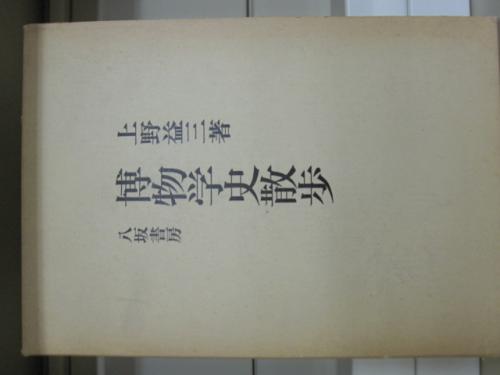 上野益三著
博物学史散歩
八坂書房